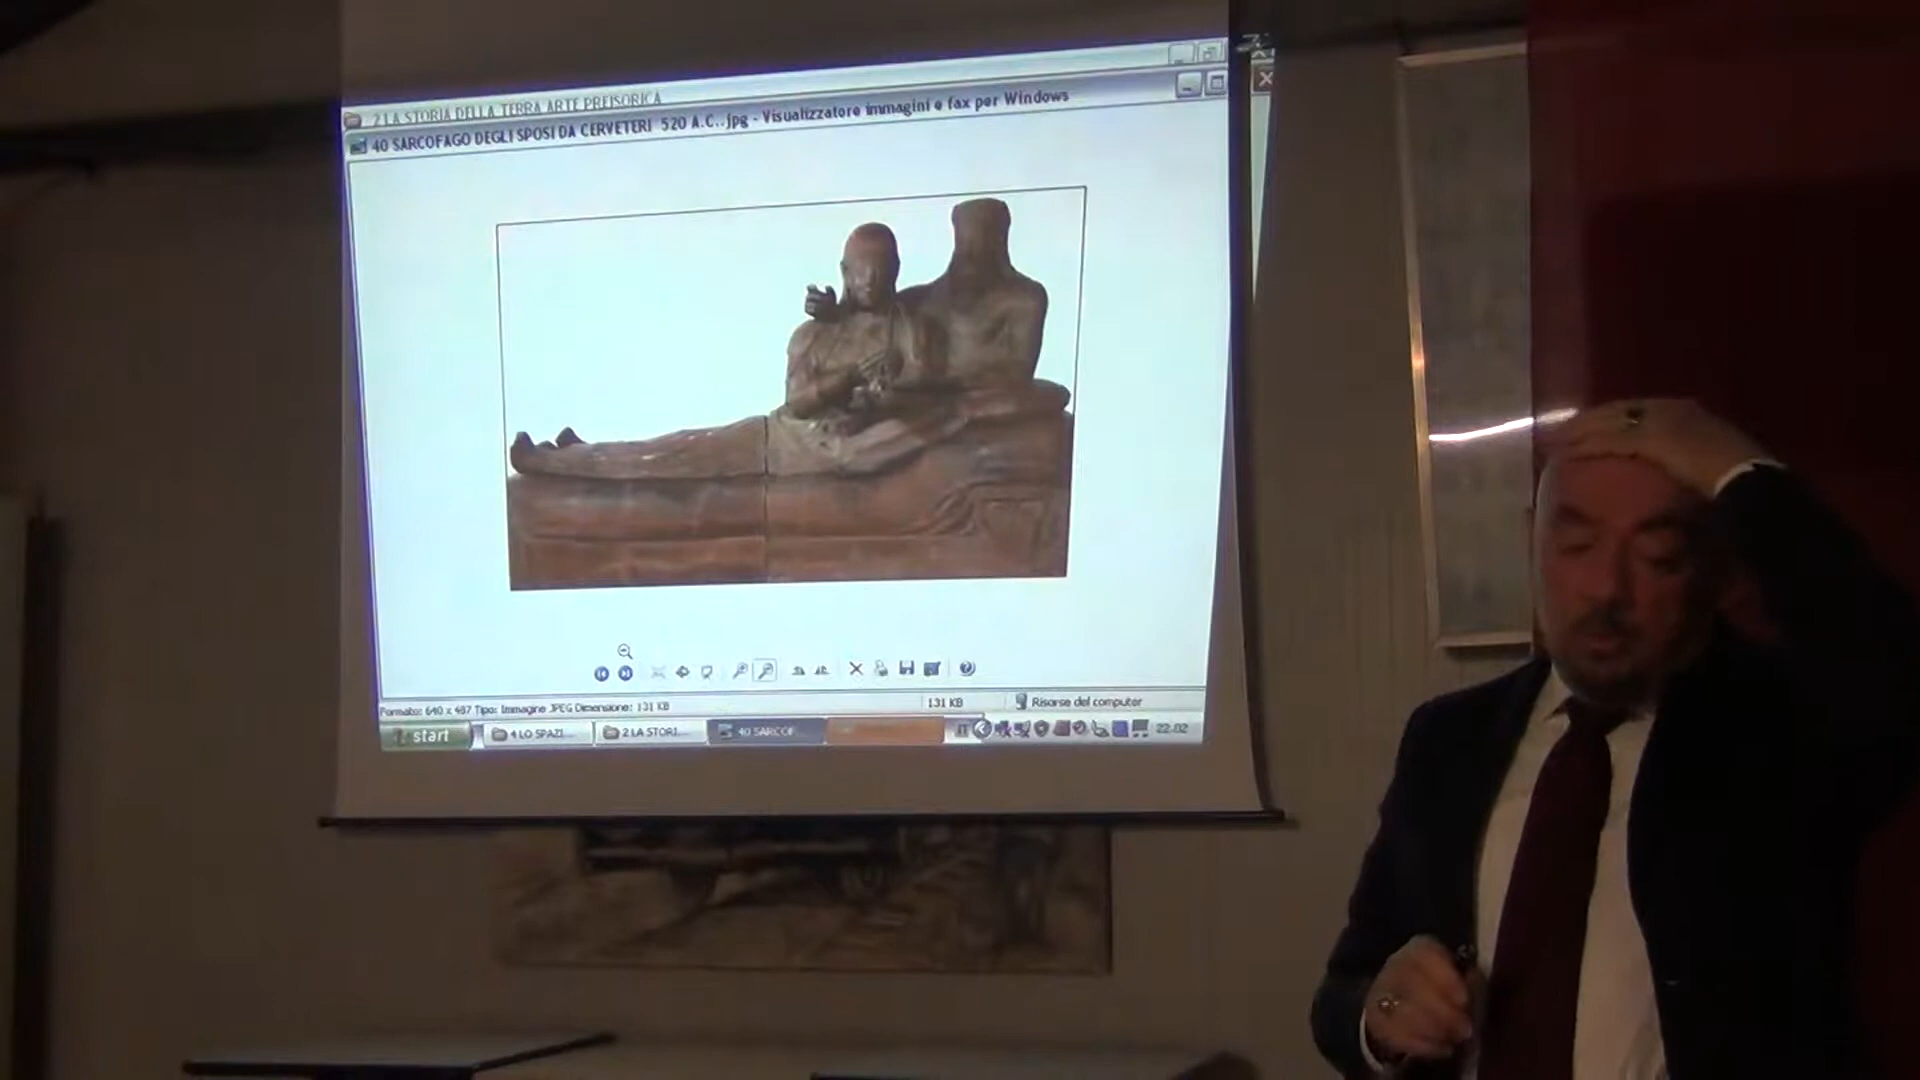 2 LA STORIA DELLA TERRA ARTE PREISORICA
40 SARCOFAGO DEGLI SPOSI DA CERVETERI 520 A.C..jpg - Visualizzatore immagini e fax per Windows
Formato: 640 x 487 Tipo: Immagine JPEG Dimensione: 131 KB
131 KB
Risorse del computer
start
4 LO SPAZI...
2 LA STORI...
40 SARCOF
IT
22.02